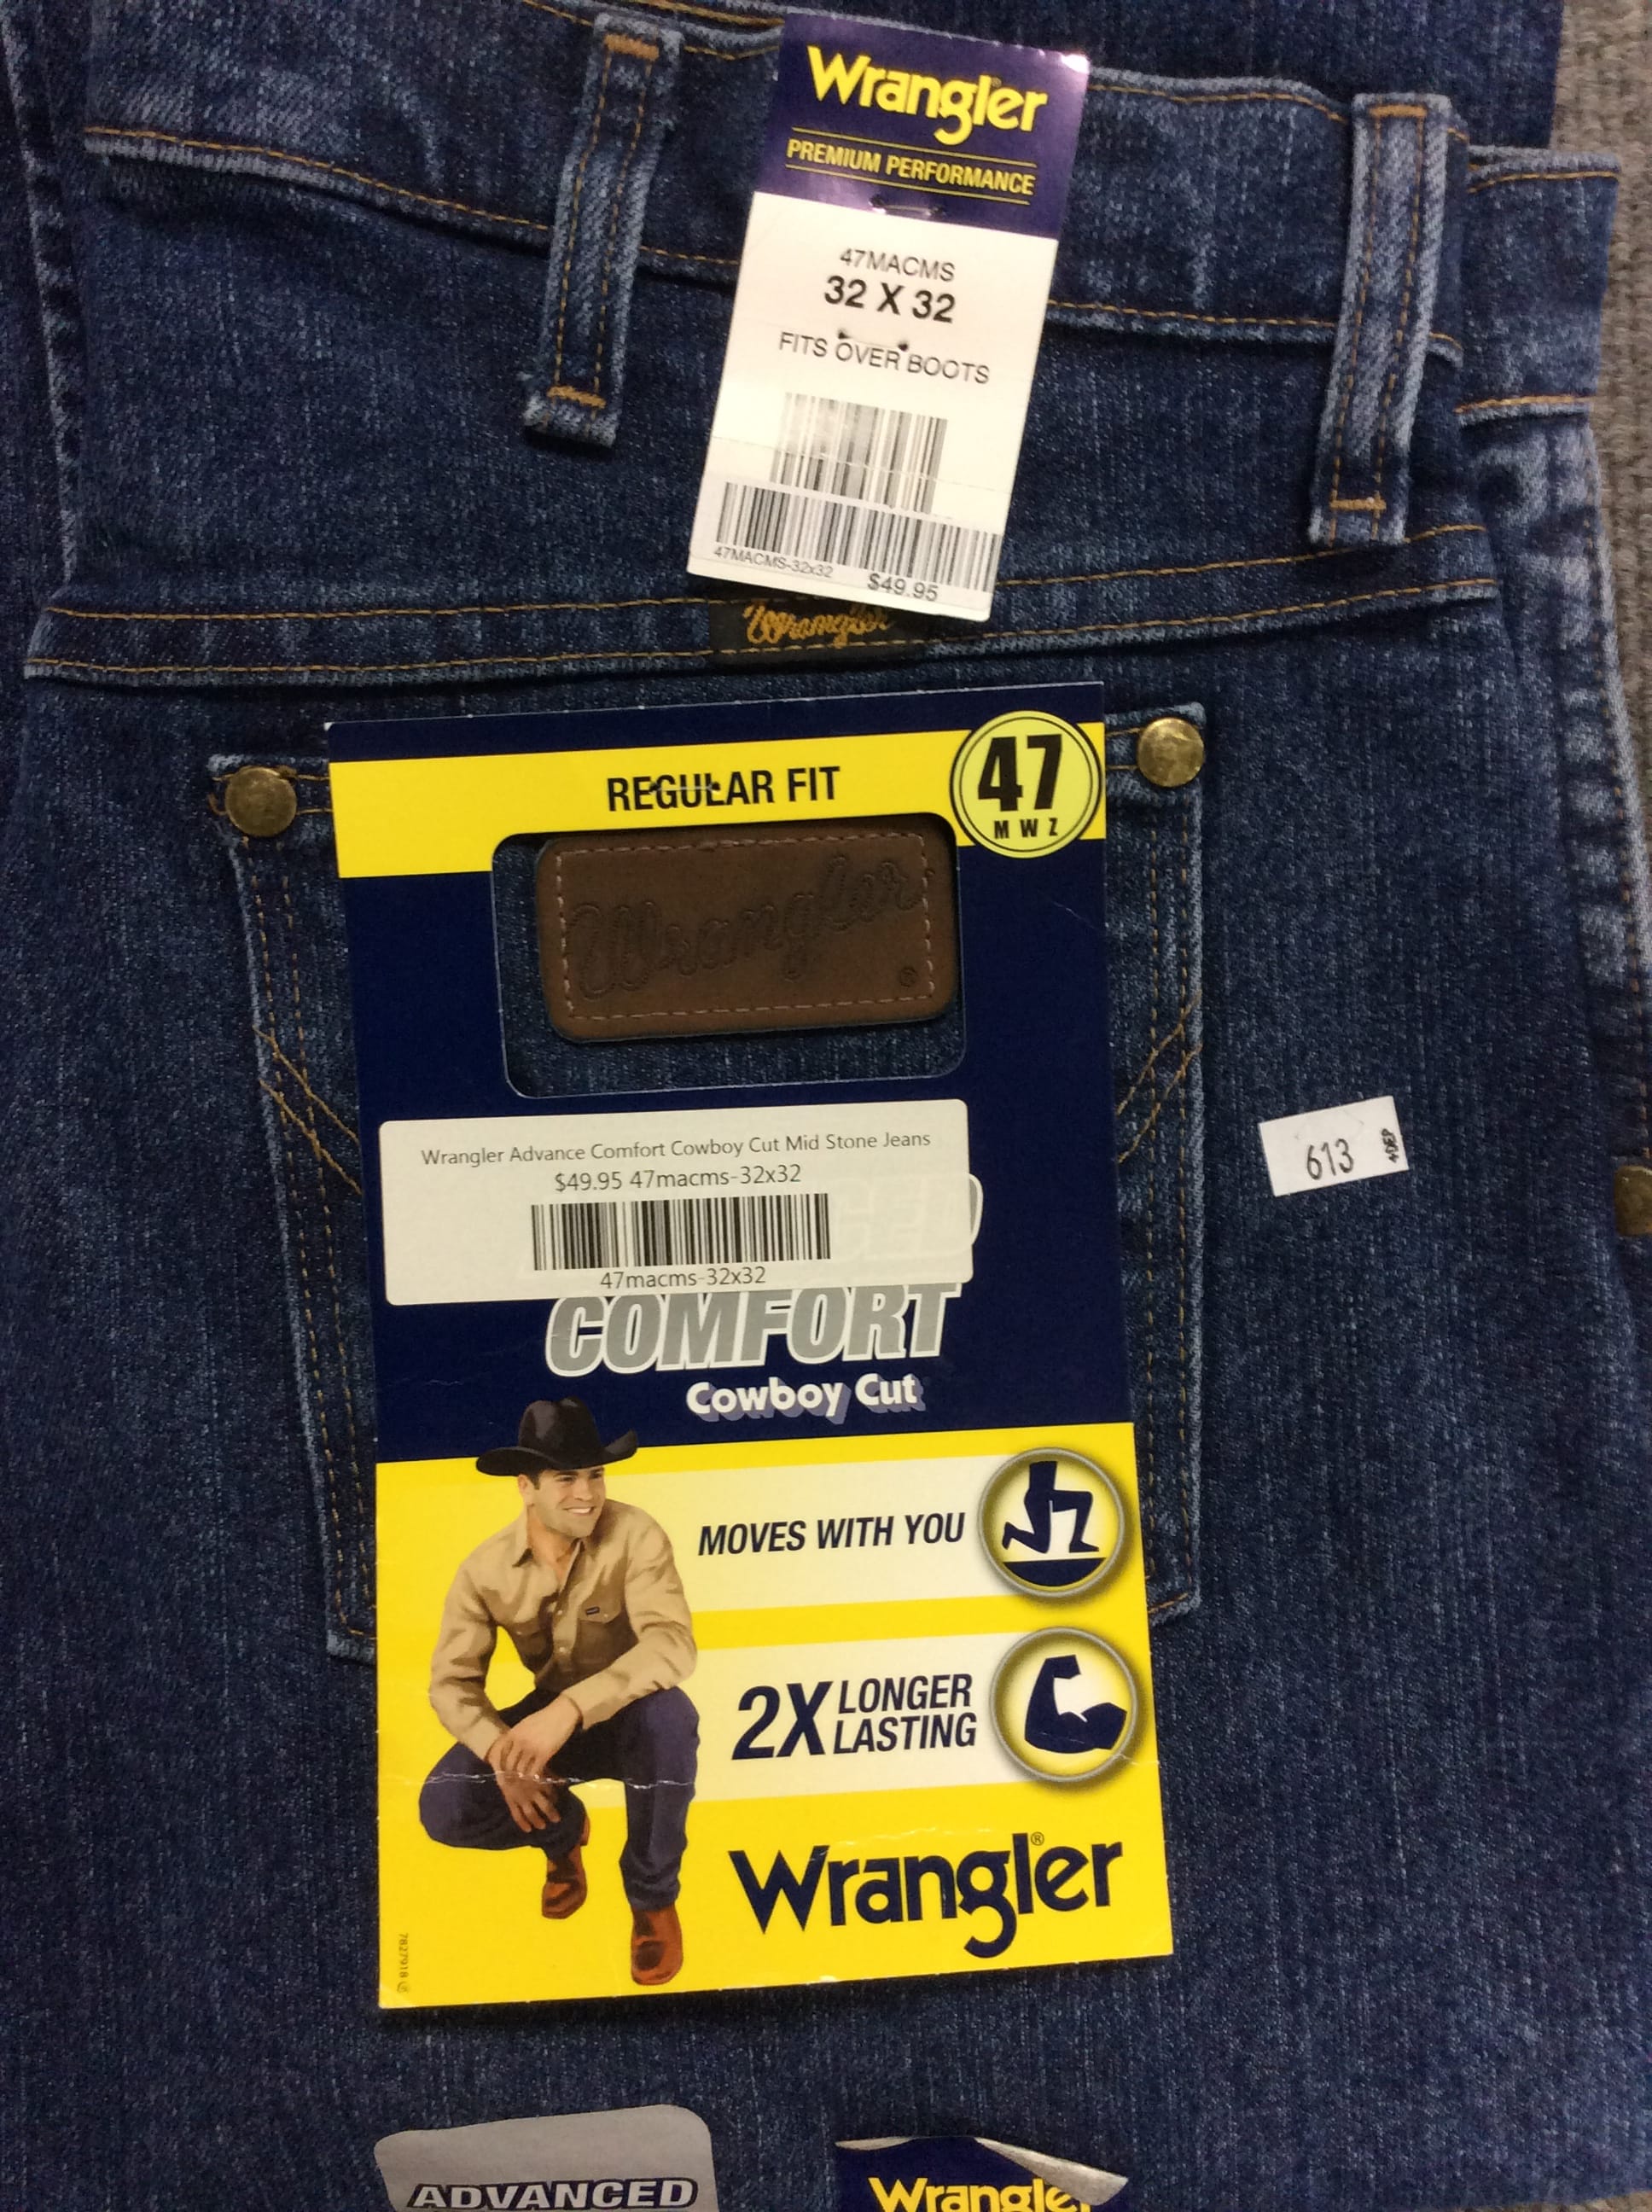 Wrangler
PREMIUM PERFORMANCE
47MACMS
32 X 32
FITS OVER BOOTS
47MACMS-32x32 $49.95
Wrangler
REGULAR FIT
47
MWZ
Wrangler
®
Wrangler Advance Comfort Cowboy Cut Mid Stone Jeans
$49.95 47macms-32x32
47macms-32x32
COMFORT
Cowboy Cut
MOVES WITH YOU
2X LONGER
LASTING
Wrangler®
7827918
613
ADVANCED
Wrangler